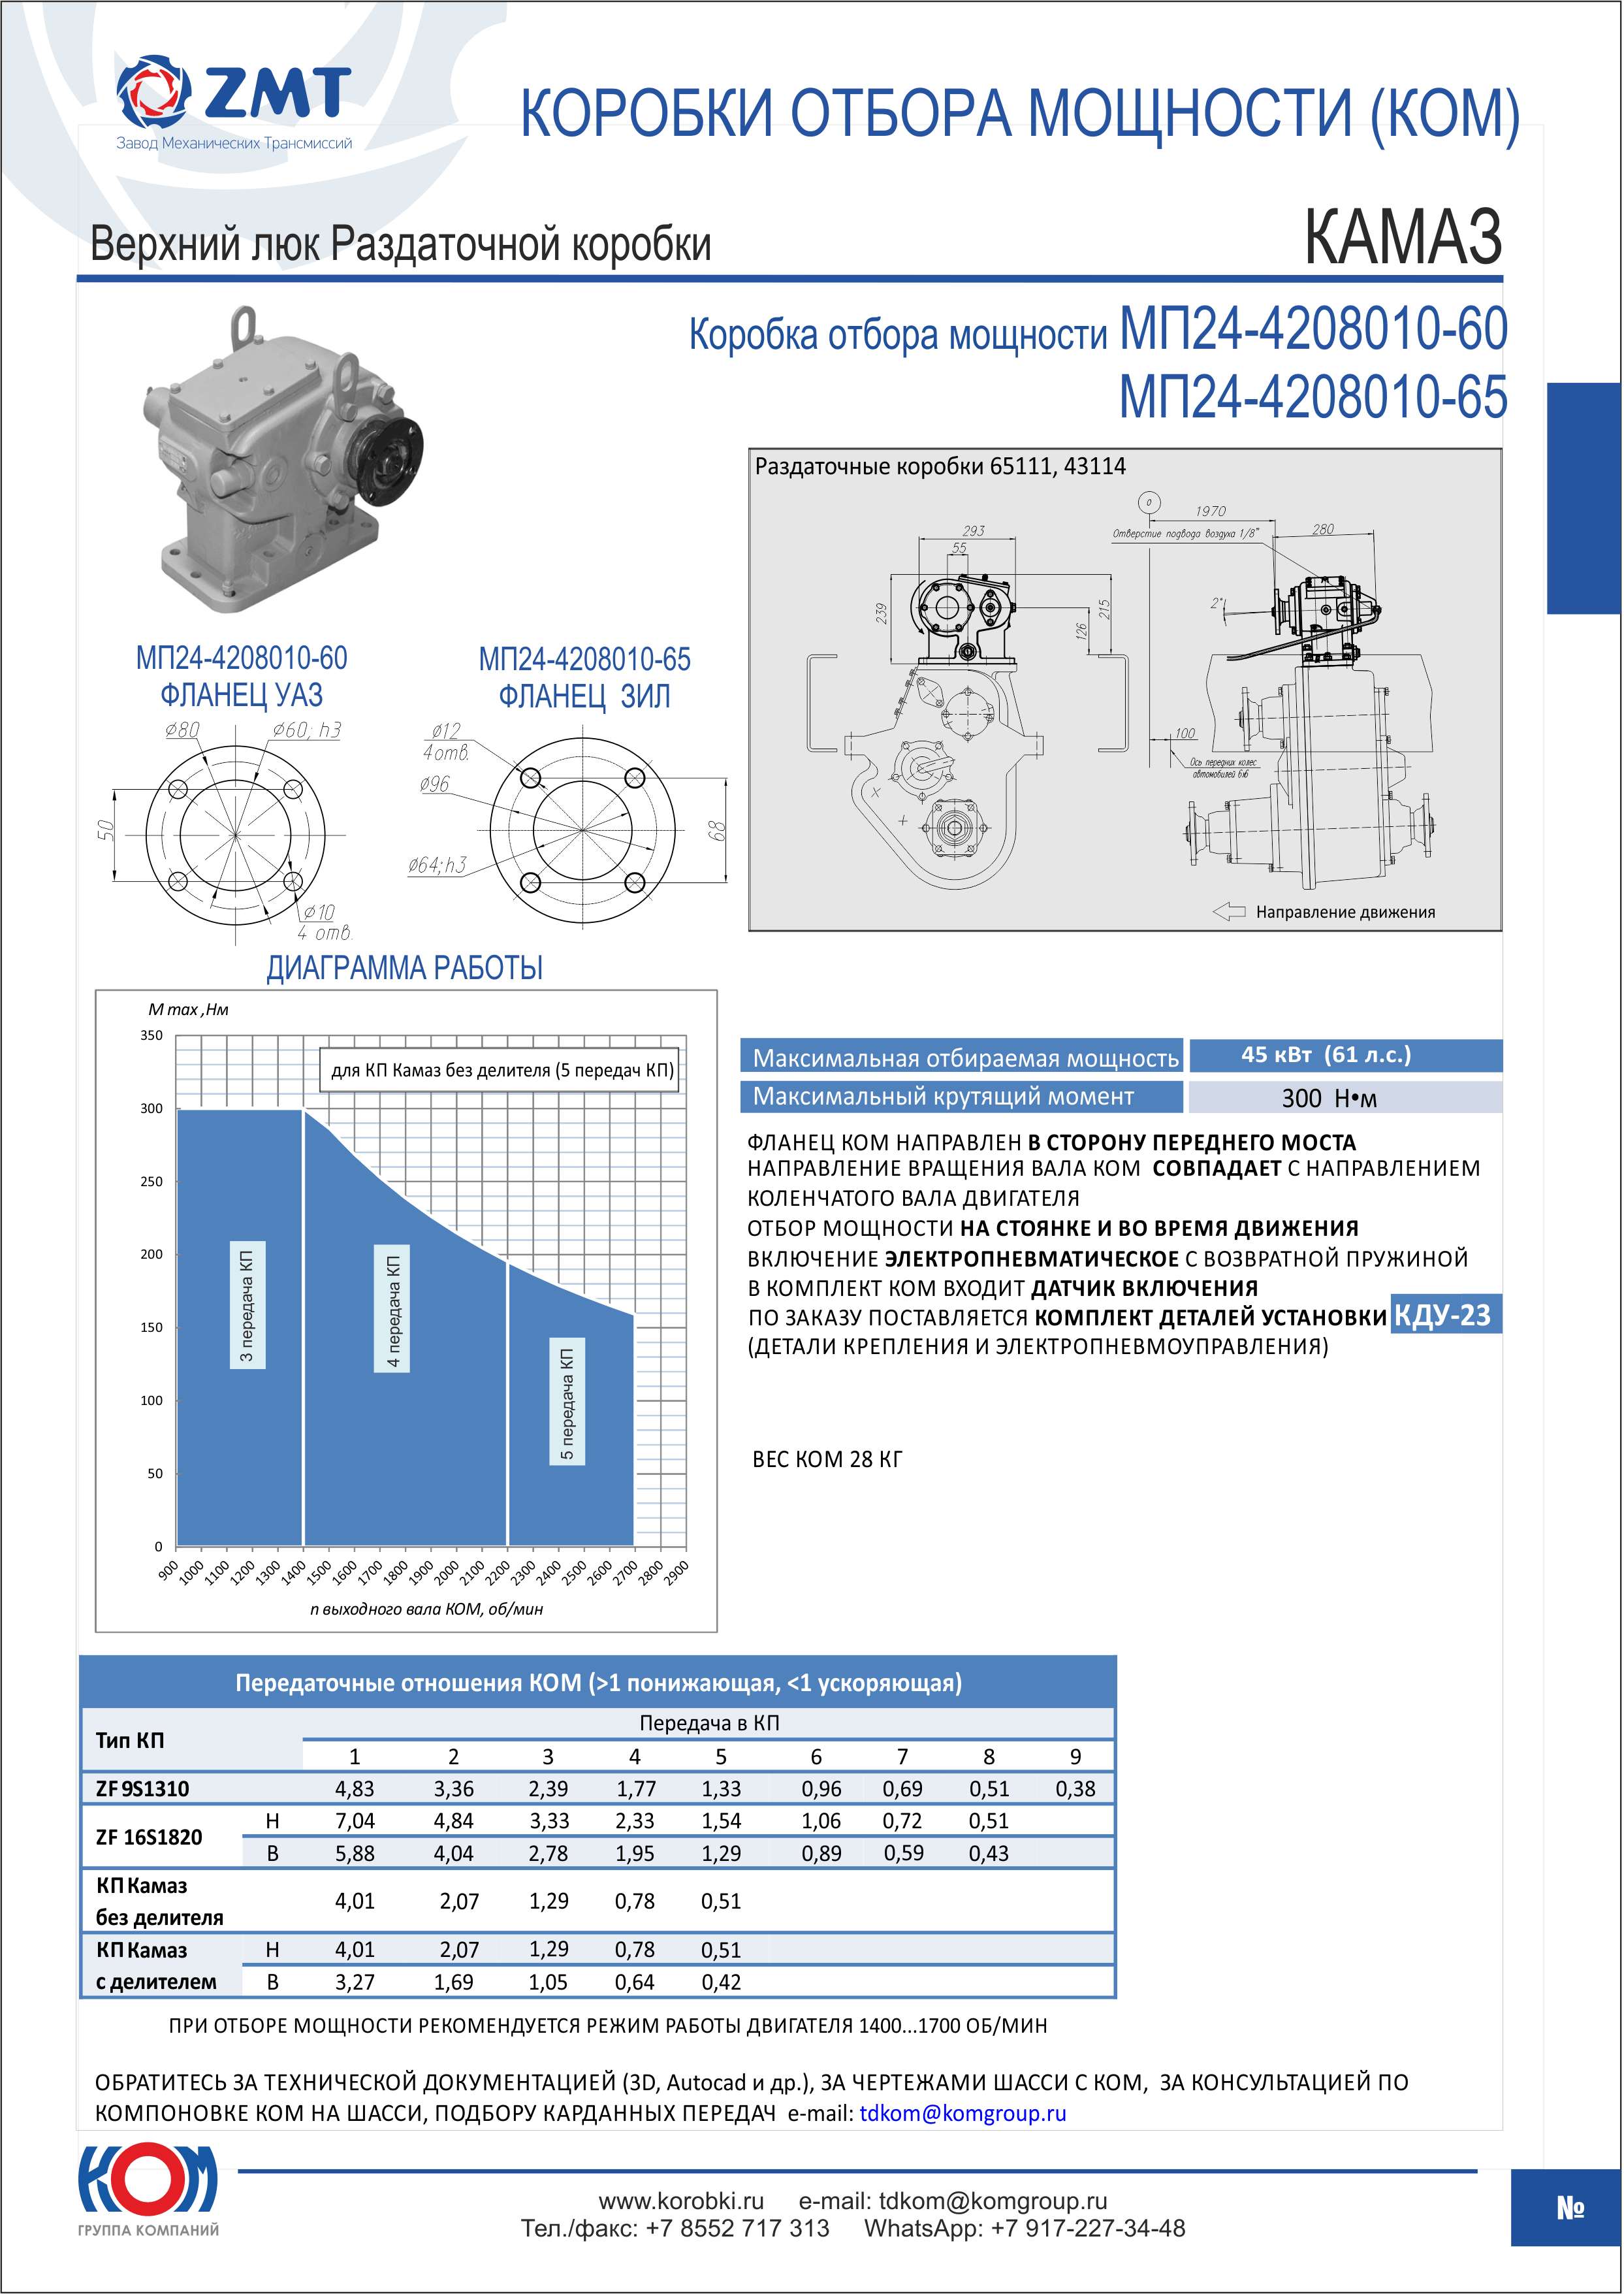 ZMT
Завод Механических Трансмиссий
КОРОБКИ ОТБОРА МОЩНОСТИ (КОМ)
Верхний люк Раздаточной коробки
КАМАЗ
Коробка отбора мощности МП24-4208010-60
МП24-4208010-65
МП24-4208010-60
ФЛАНЕЦ УАЗ
⌀80
⌀60; h3
50
⌀10
4 отв.
МП24-4208010-65
ФЛАНЕЦ ЗИЛ
⌀12
4отв.
⌀96
⌀64;h3
68
Раздаточные коробки 65111, 43114
0
1970
Отверстие подвода воздуха 1/8"
280
293
55
239
215
126
2°
100
Ось передних колес
автомобилей 6х6
Направление движения
ДИАГРАММА РАБОТЫ
M max ,Нм
для КП Камаз без делителя (5 передач КП)
350
300
250
200
150
100
50
0
3 передача КП
4 передача КП
5 передача КП
900 1000 1100 1200 1300 1400 1500 1600 1700 1800 1900 2000 2100 2200 2300 2400 2500 2600 2700 2800 2900
n выходного вала КОМ, об/мин
Максимальная отбираемая мощность 45 кВт (61 л.с.)
Максимальный крутящий момент 300 Н•м
ФЛАНЕЦ КОМ НАПРАВЛЕН В СТОРОНУ ПЕРЕДНЕГО МОСТА
НАПРАВЛЕНИЕ ВРАЩЕНИЯ ВАЛА КОМ СОВПАДАЕТ С НАПРАВЛЕНИЕМ
КОЛЕНЧАТОГО ВАЛА ДВИГАТЕЛЯ
ОТБОР МОЩНОСТИ НА СТОЯНКЕ И ВО ВРЕМЯ ДВИЖЕНИЯ
ВКЛЮЧЕНИЕ ЭЛЕКТРОПНЕВМАТИЧЕСКОЕ С ВОЗВРАТНОЙ ПРУЖИНОЙ
В КОМПЛЕКТ КОМ ВХОДИТ ДАТЧИК ВКЛЮЧЕНИЯ
ПО ЗАКАЗУ ПОСТАВЛЯЕТСЯ КОМПЛЕКТ ДЕТАЛЕЙ УСТАНОВКИ КДУ-23
(ДЕТАЛИ КРЕПЛЕНИЯ И ЭЛЕКТРОПНЕВМОУПРАВЛЕНИЯ)
ВЕС КОМ 28 КГ
Передаточные отношения КОМ (>1 понижающая, <1 ускоряющая)
Тип КП
Передача в КП
1 2 3 4 5 6 7 8 9
ZF 9S1310 4,83 3,36 2,39 1,77 1,33 0,96 0,69 0,51 0,38
ZF 16S1820
Н 7,04 4,84 3,33 2,33 1,54 1,06 0,72 0,51
В 5,88 4,04 2,78 1,95 1,29 0,89 0,59 0,43
КП Камаз
без делителя
4,01 2,07 1,29 0,78 0,51
КП Камаз
с делителем
Н 4,01 2,07 1,29 0,78 0,51
В 3,27 1,69 1,05 0,64 0,42
ПРИ ОТБОРЕ МОЩНОСТИ РЕКОМЕНДУЕТСЯ РЕЖИМ РАБОТЫ ДВИГАТЕЛЯ 1400...1700 ОБ/МИН
ОБРАТИТЕСЬ ЗА ТЕХНИЧЕСКОЙ ДОКУМЕНТАЦИЕЙ (3D, Autocad и др.), ЗА ЧЕРТЕЖАМИ ШАССИ С КОМ, ЗА КОНСУЛЬТАЦИЕЙ ПО
КОМПОНОВКЕ КОМ НА ШАССИ, ПОДБОРУ КАРДАННЫХ ПЕРЕДАЧ e-mail: tdkom@komgroup.ru
КОМ
ГРУППА КОМПАНИЙ
www.korobki.ru e-mail: tdkom@komgroup.ru
Тел./факс: +7 8552 717 313 WhatsApp: +7 917-227-34-48
№